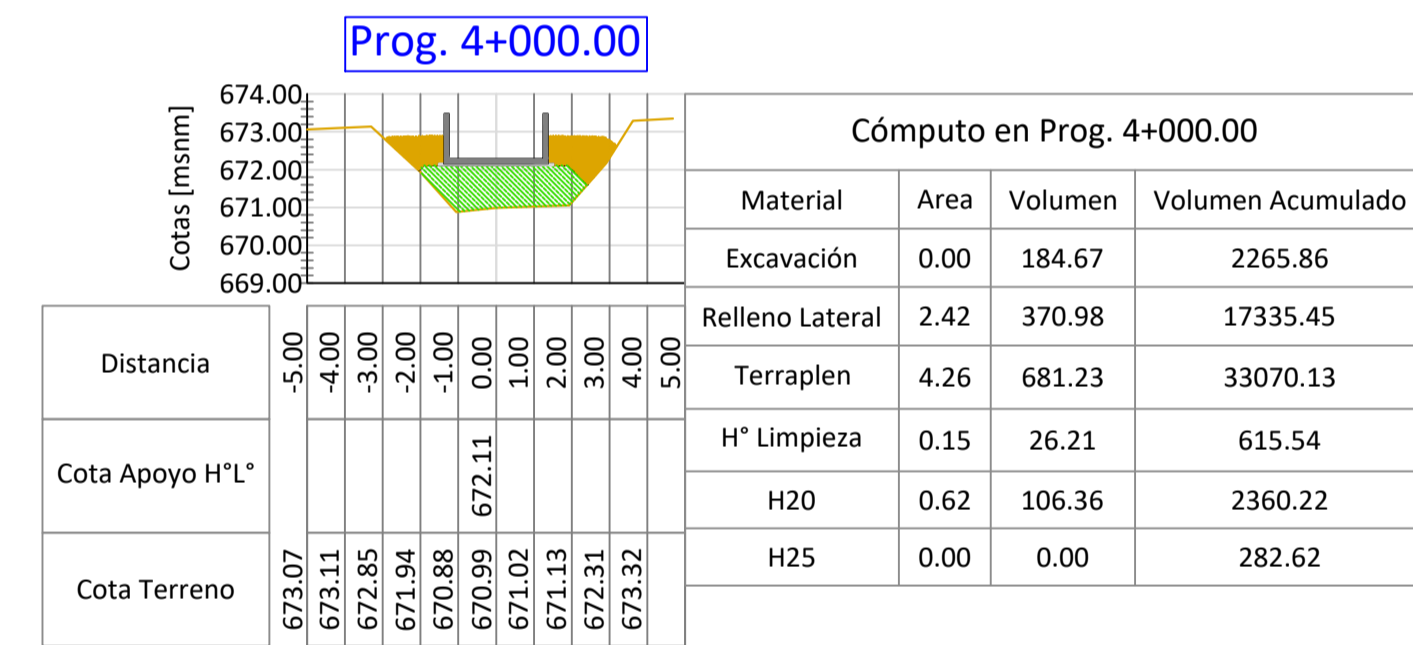 Prog. 4+000.00
Cotas [msnm]
674.00
673.00
672.00
671.00
670.00
669.00
Distancia -5.00 -4.00 -3.00 -2.00 -1.00 0.00 1.00 2.00 3.00 4.00 5.00
Cota Apoyo H°L° 672.11
Cota Terreno 673.07 673.11 672.85 671.94 670.88 670.99 671.02 671.13 672.31 673.32
Cómputo en Prog. 4+000.00
Material Area Volumen Volumen Acumulado
Excavación 0.00 184.67 2265.86
Relleno Lateral 2.42 370.98 17335.45
Terraplen 4.26 681.23 33070.13
H° Limpieza 0.15 26.21 615.54
H20 0.62 106.36 2360.22
H25 0.00 0.00 282.62